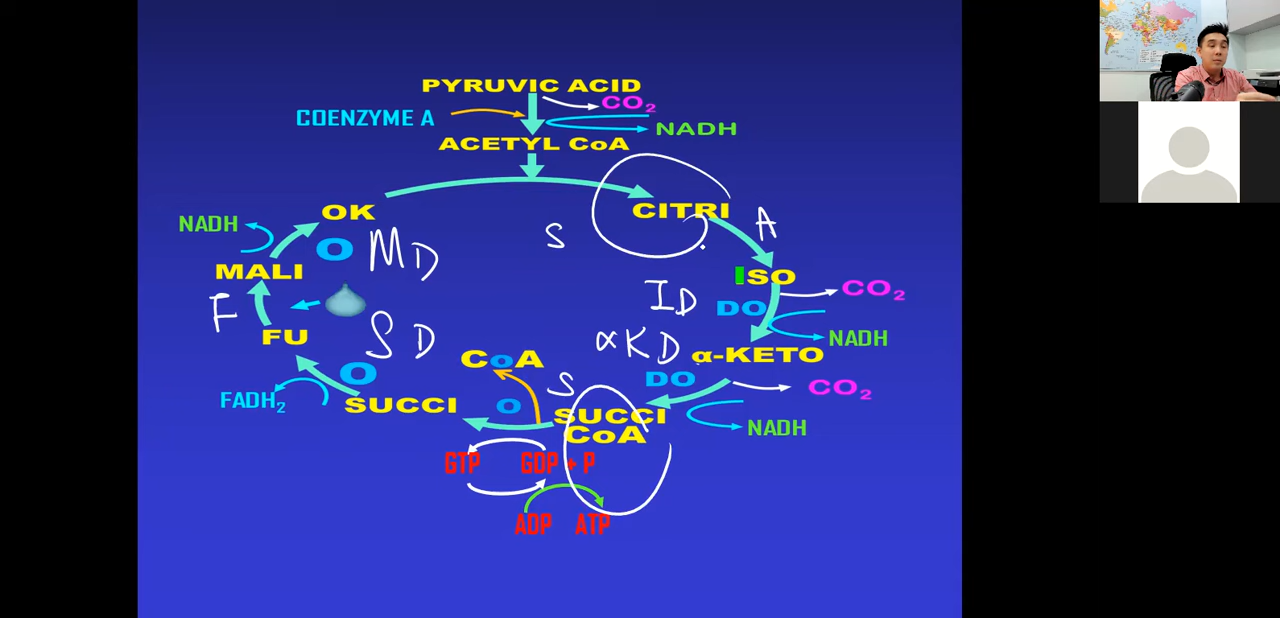 PYRUVIC ACID
CO₂
COENZYME A
NADH
ACETYL CoA
CITRI
S
A
OK
NADH
O
MD
MALI
ISO
CO₂
ID
DO
F
NADH
FU
SD
αKD
α-KETO
CoA
DO
CO₂
O
S
FADH₂
SUCCI
O
SUCCI
CoA
NADH
GTP
GDP + P
ADP
ATP